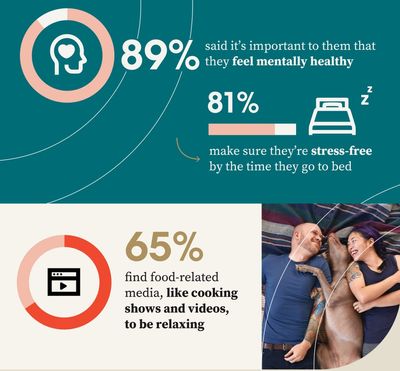 89%
said it's important to them that
they feel mentally healthy
81%
z z
make sure they're stress-free
by the time they go to bed
65%
find food-related
media, like cooking
shows and videos,
to be relaxing